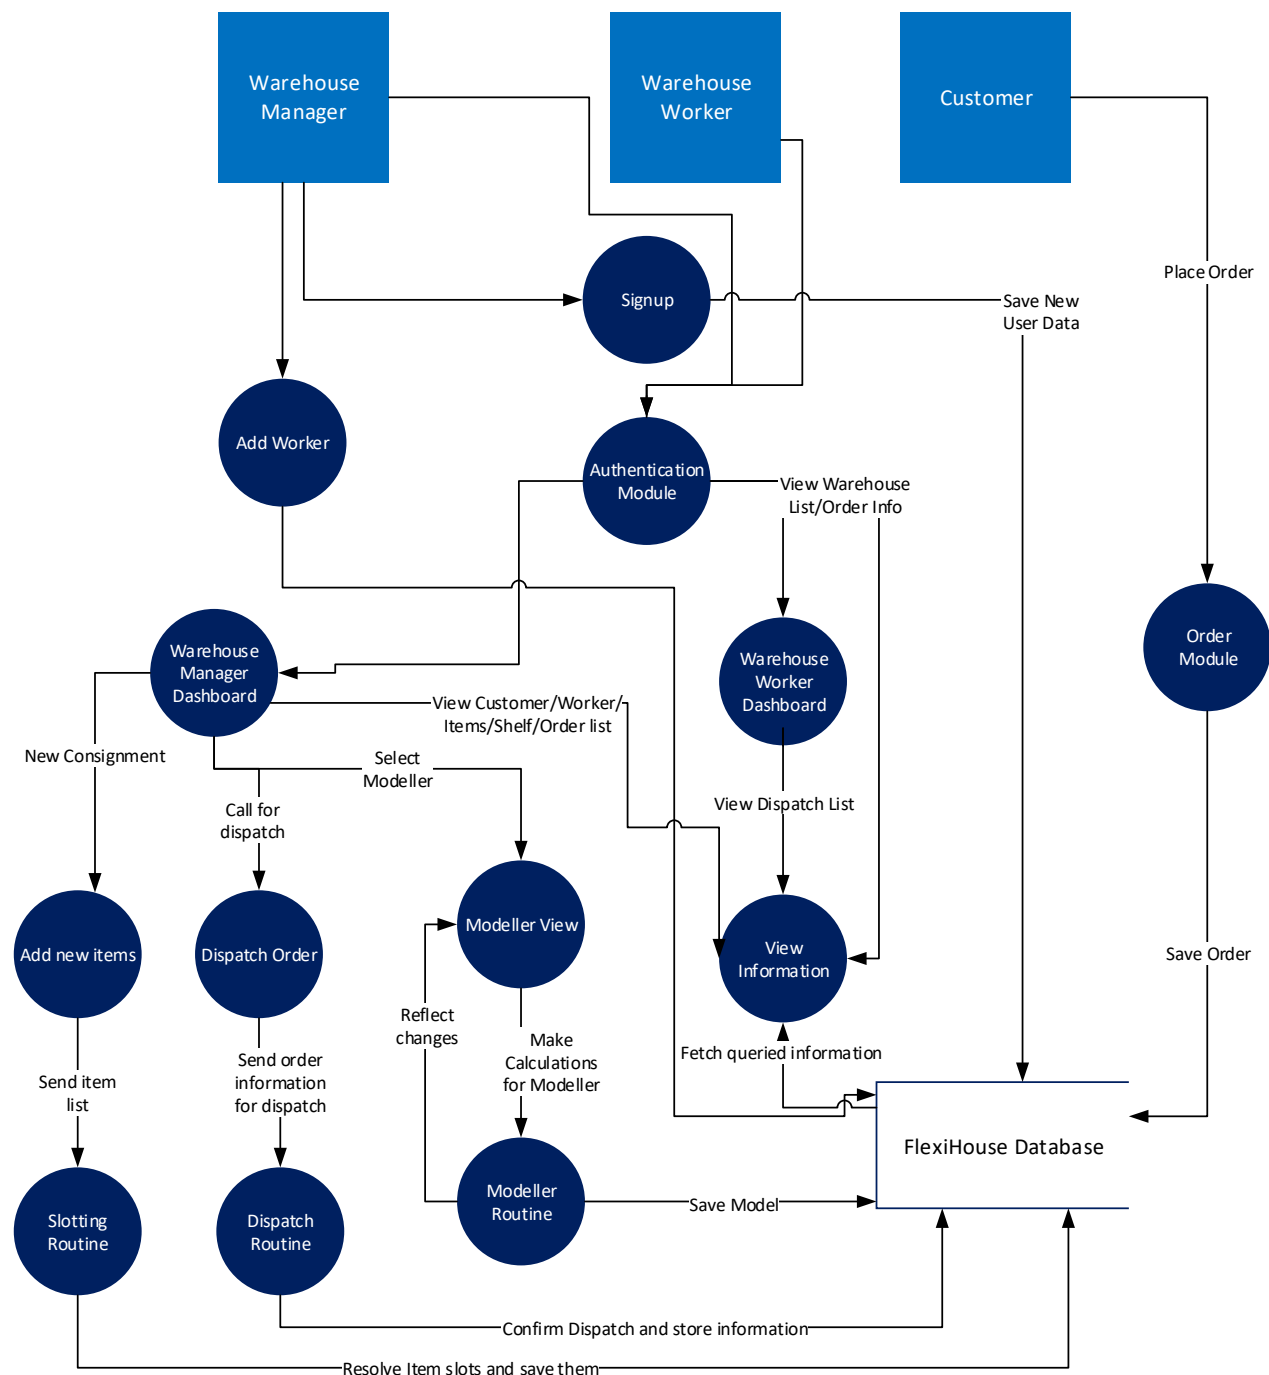 Warehouse
Manager
Warehouse
Worker
Customer
Place Order
Signup
Save New
User Data
Add Worker
Authentication
Module
View Warehouse
List/Order Info
Warehouse
Manager
Dashboard
Warehouse
Worker
Dashboard
Order
Module
View Customer/Worker/
Items/Shelf/Order list
New Consignment
Select
Modeller
Call for
dispatch
View Dispatch List
Add new items
Dispatch Order
Modeller View
View
Information
Save Order
Reflect
changes
Make
Calculations
for Modeller
Fetch queried information
Send item
list
Send order
information
for dispatch
FlexiHouse Database
Slotting
Routine
Dispatch
Routine
Modeller
Routine
Save Model
Confirm Dispatch and store information
Resolve Item slots and save them